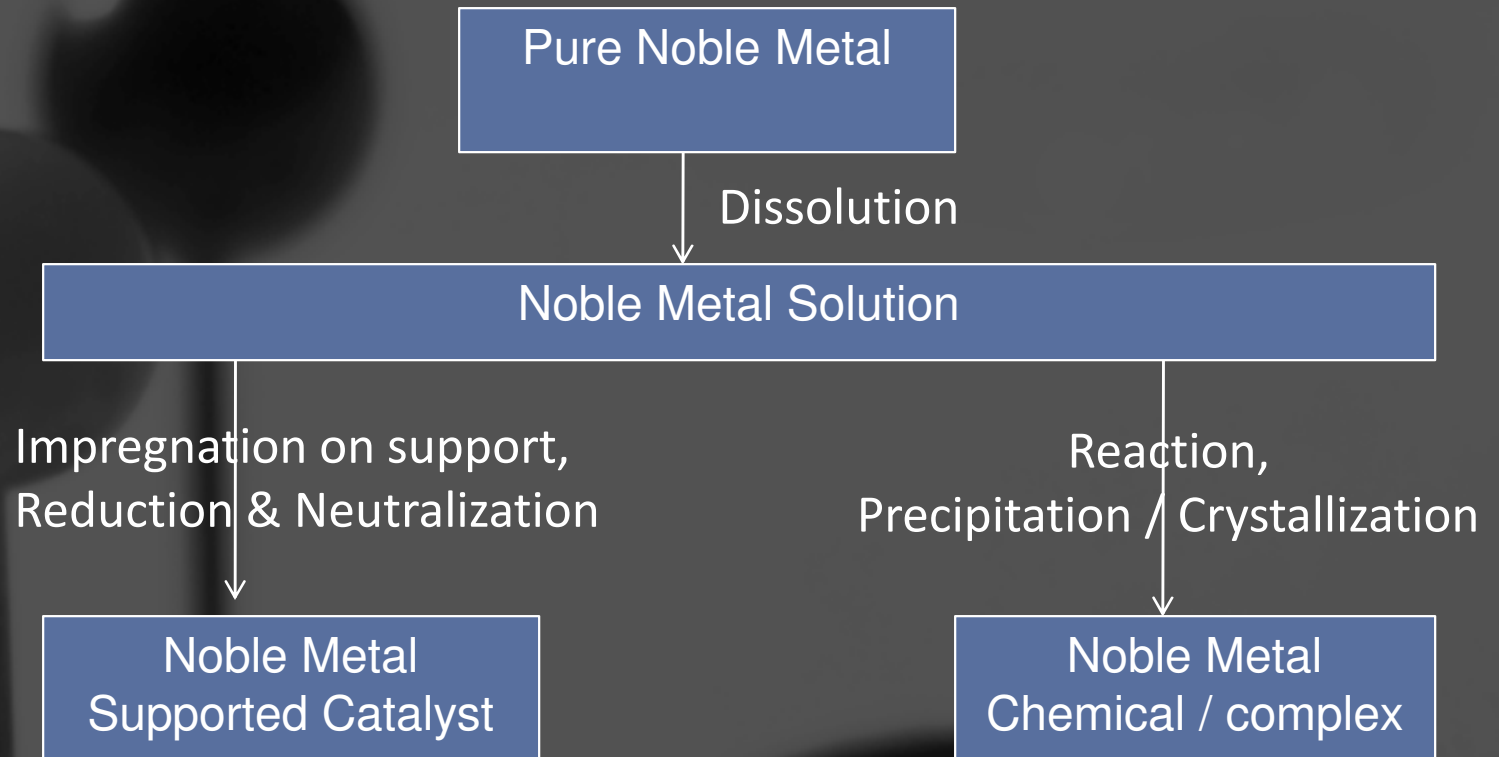 Pure Noble Metal
Dissolution
Noble Metal Solution
Impregnation on support,
Reduction & Neutralization
Reaction,
Precipitation / Crystallization
Noble Metal
Supported Catalyst
Noble Metal
Chemical / complex